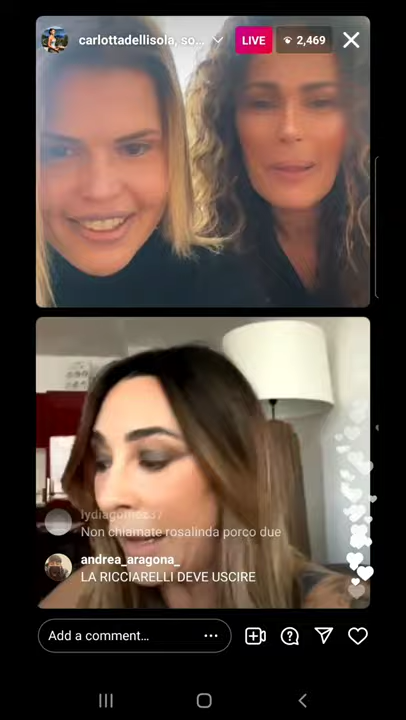 carlottadellisola, so...
LIVE
2,469
lydiagomez37
Non chiamate rosalinda porco due
andrea_aragona_
LA RICCIARELLI DEVE USCIRE
Add a comment...